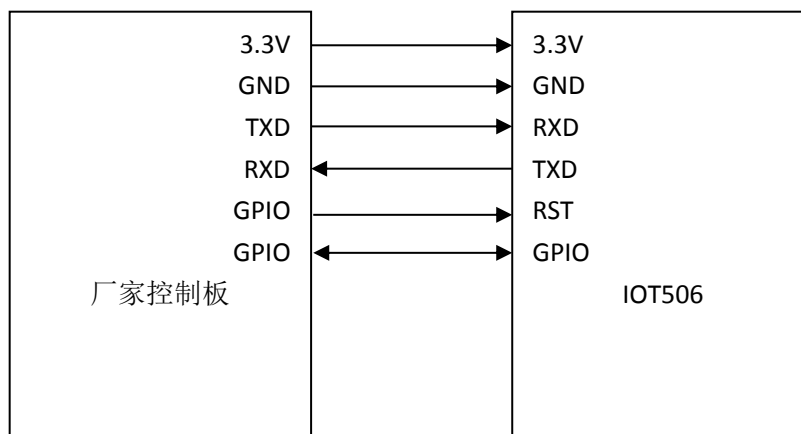 3.3V 3.3V
GND GND
TXD RXD
RXD TXD
GPIO RST
GPIO GPIO
厂家控制板 IOT506